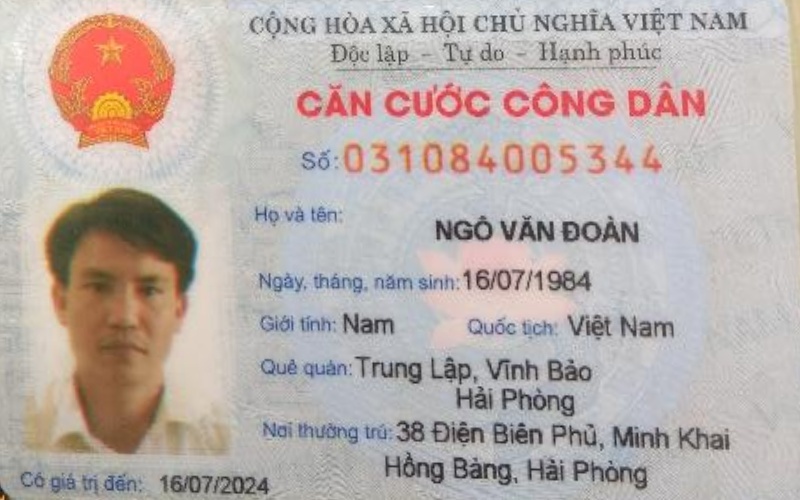 CỘNG HÒA XÃ HỘI CHỦ NGHĨA VIỆT NAM
Độc lập - Tự do - Hạnh phúc
CĂN CƯỚC CÔNG DÂN
Số: 031084005344
Họ và tên: NGÔ VĂN ĐOÀN
Ngày, tháng, năm sinh: 16/07/1984
Giới tính: Nam Quốc tịch: Việt Nam
Quê quán: Trung Lập, Vĩnh Bảo
Hải Phòng
Nơi thường trú: 38 Điện Biên Phủ, Minh Khai
Hồng Bàng, Hải Phòng
Có giá trị đến: 16/07/2024